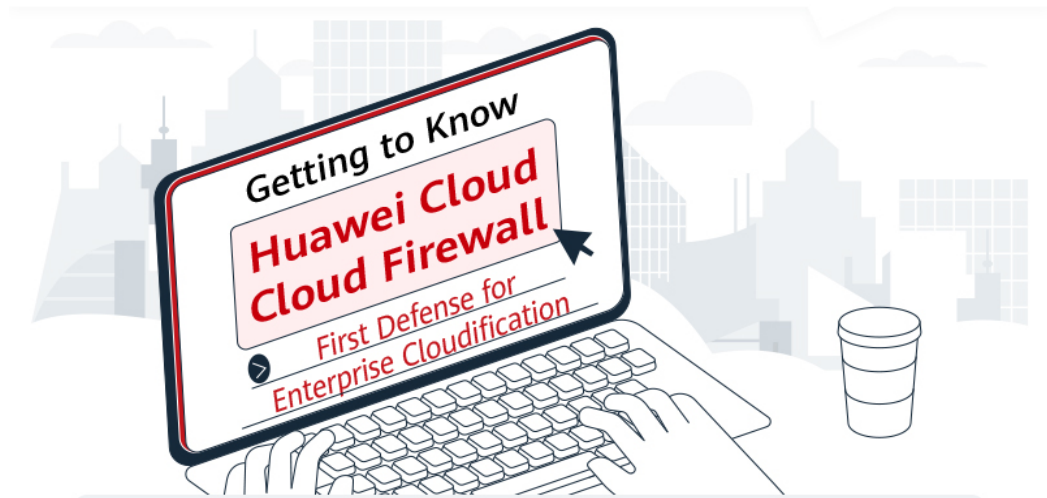 Getting to Know
Huawei Cloud
Cloud Firewall
First Defense for
Enterprise Cloudification